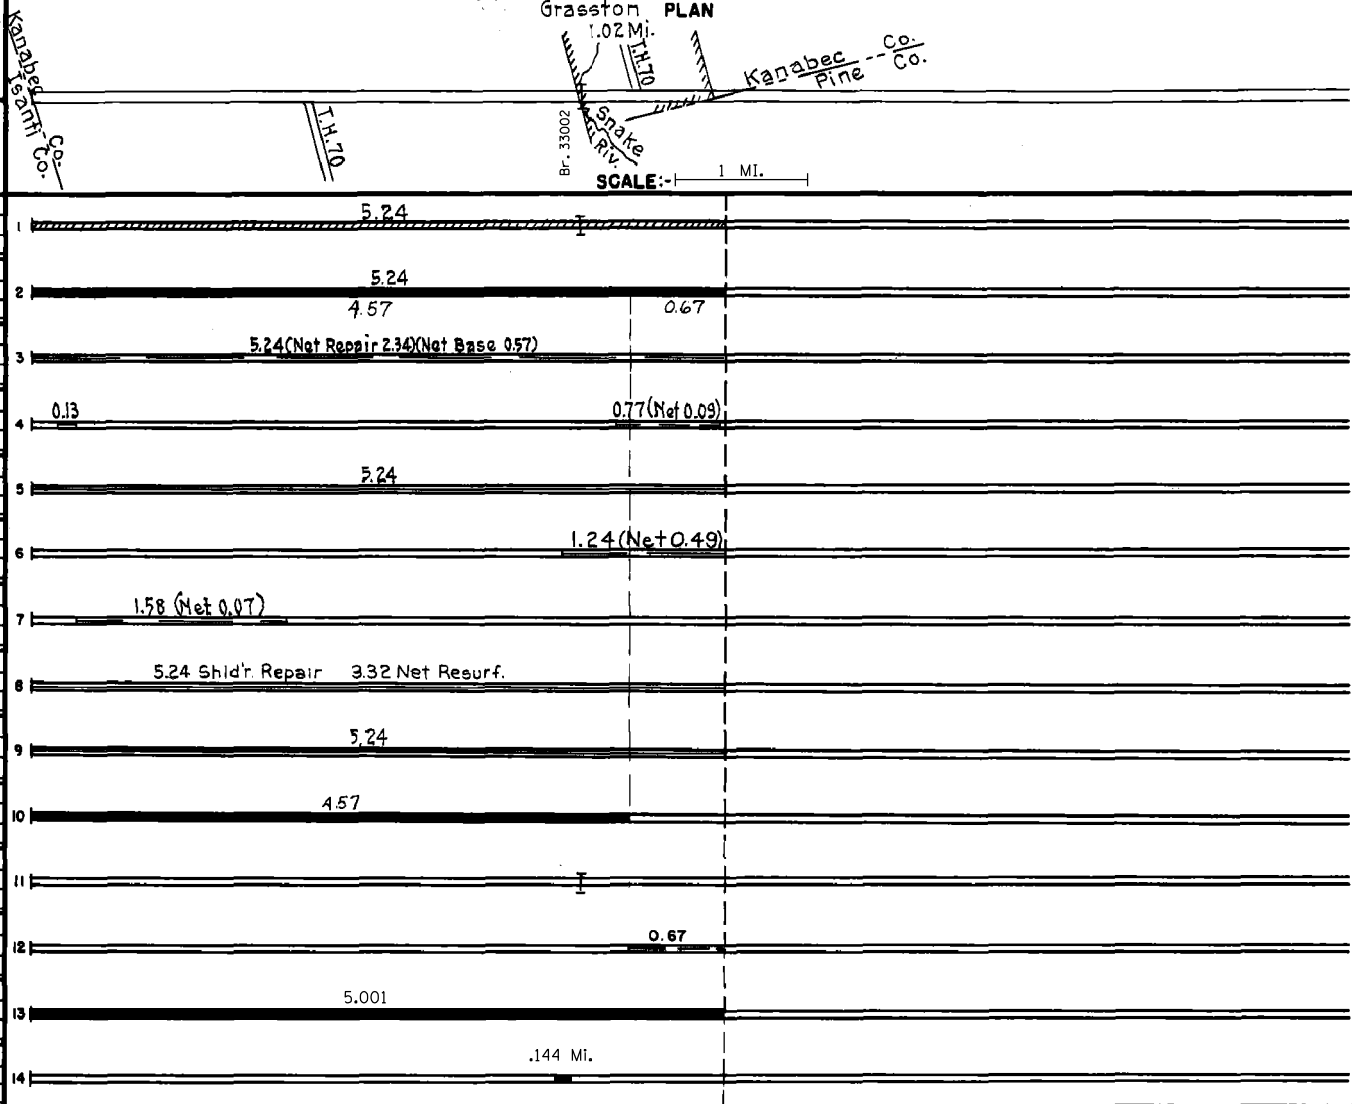 Grasston PLAN
1.02 Mi.
T.H.70
Kanabec -- Co.
Pine Co.
Kanabec -- Co.
Isanti Co.
T.H.70
Br. 33002
Snake
Riv.
SCALE:- 1 MI.
1 5.24
2 5.24
4.57 0.67
3 5.24(Net Repair 2.34)(Net Base 0.57)
4 0.13 0.77(Net 0.09)
5 5.24
6 1.24(Net 0.49)
7 1.58 (Net 0.07)
8 5.24 Shld'r. Repair 3.32 Net Resurf.
9 5.24
10 4.57
11
12 0.67
13 5.001
14 .144 Mi.